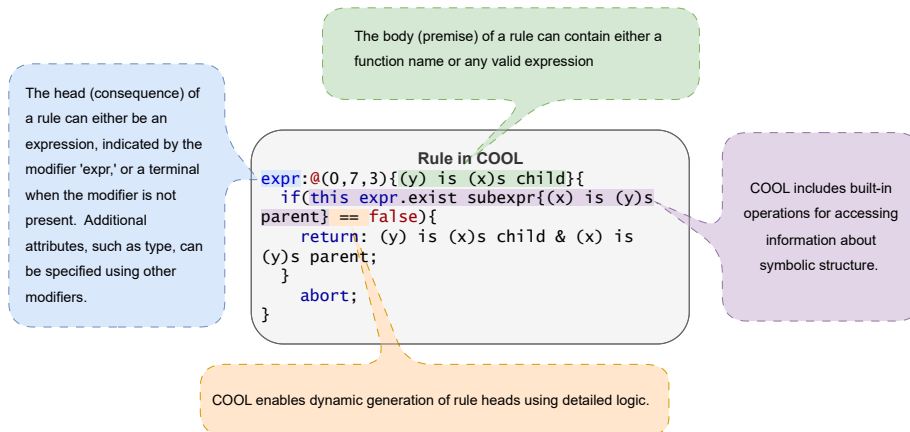 The body (premise) of a rule can contain either a
function name or any valid expression
The head (consequence) of
a rule can either be an
expression, indicated by the
modifier 'expr,' or a terminal
when the modifier is not
present. Additional
attributes, such as type, can
be specified using other
modifiers.
Rule in COOL
expr:@(0,7,3){(y) is (x)s child}{
if(this expr.exist subexpr{(x) is (y)s
parent} == false){
return: (y) is (x)s child & (x) is
(y)s parent;
}
abort;
}
COOL includes built-in
operations for accessing
information about
symbolic structure.
COOL enables dynamic generation of rule heads using detailed logic.